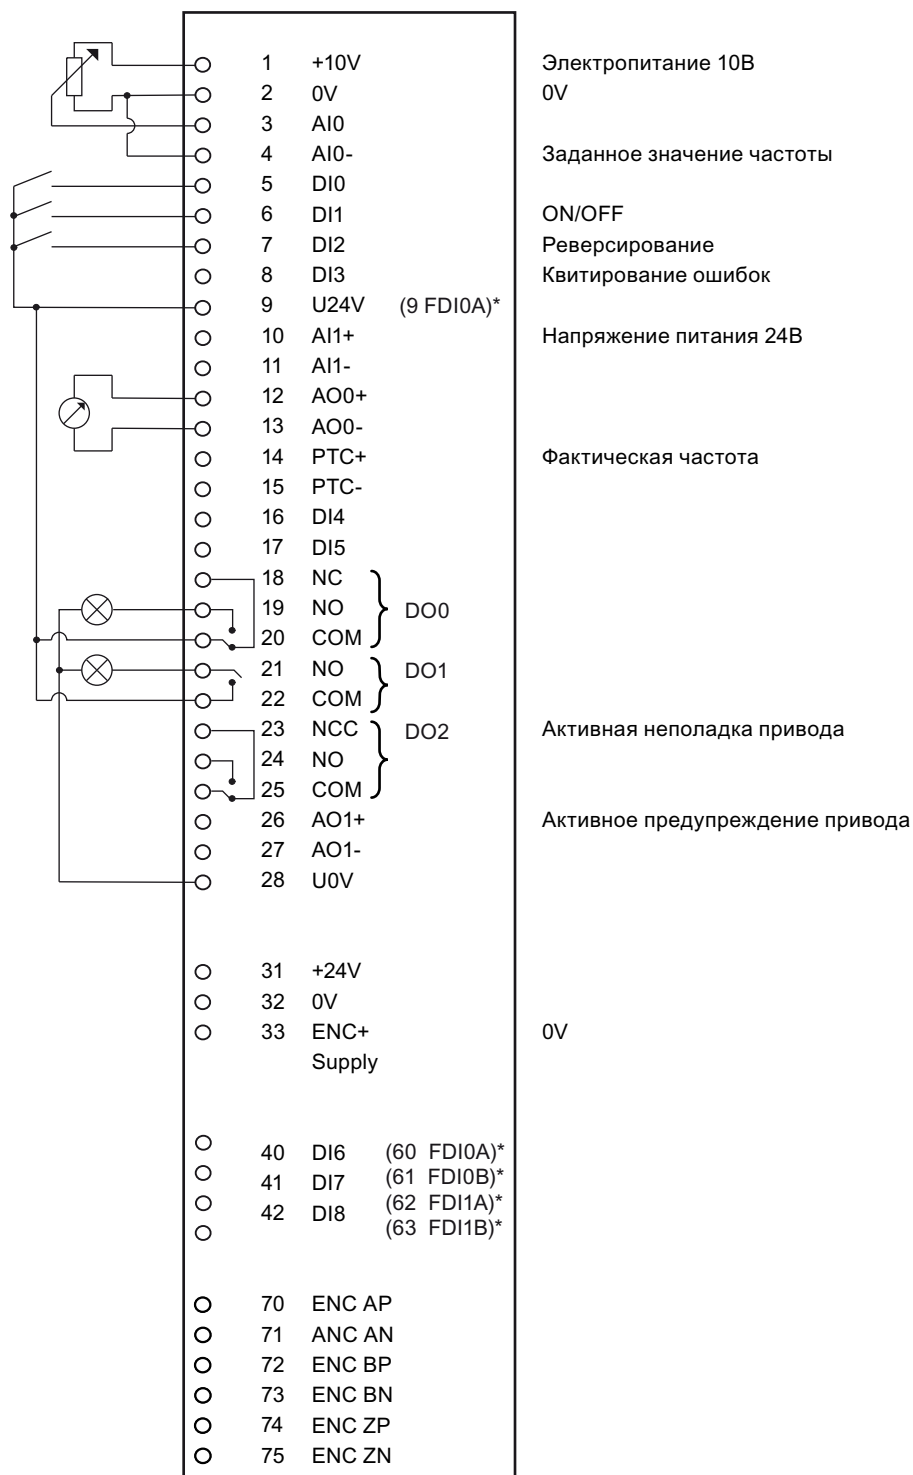 1 +10V Электропитание 10В
2 0V 0V
3 AI0
4 AI0- Заданное значение частоты
5 DI0
6 DI1 ON/OFF
7 DI2 Реверсирование
8 DI3 Квитирование ошибок
9 U24V (9 FDI0A)*
10 AI1+ Напряжение питания 24В
11 AI1-
12 AO0+
13 AO0-
14 PTC+ Фактическая частота
15 PTC-
16 DI4
17 DI5
18 NC
19 NO DO0
20 COM
21 NO DO1
22 COM
23 NCC DO2 Активная неполадка привода
24 NO
25 COM
26 AO1+ Активное предупреждение привода
27 AO1-
28 U0V
31 +24V
32 0V
33 ENC+ 0V
Supply
40 DI6 (60 FDI0A)*
41 DI7 (61 FDI0B)*
42 DI8 (62 FDI1A)*
(63 FDI1B)*
70 ENC AP
71 ANC AN
72 ENC BP
73 ENC BN
74 ENC ZP
75 ENC ZN